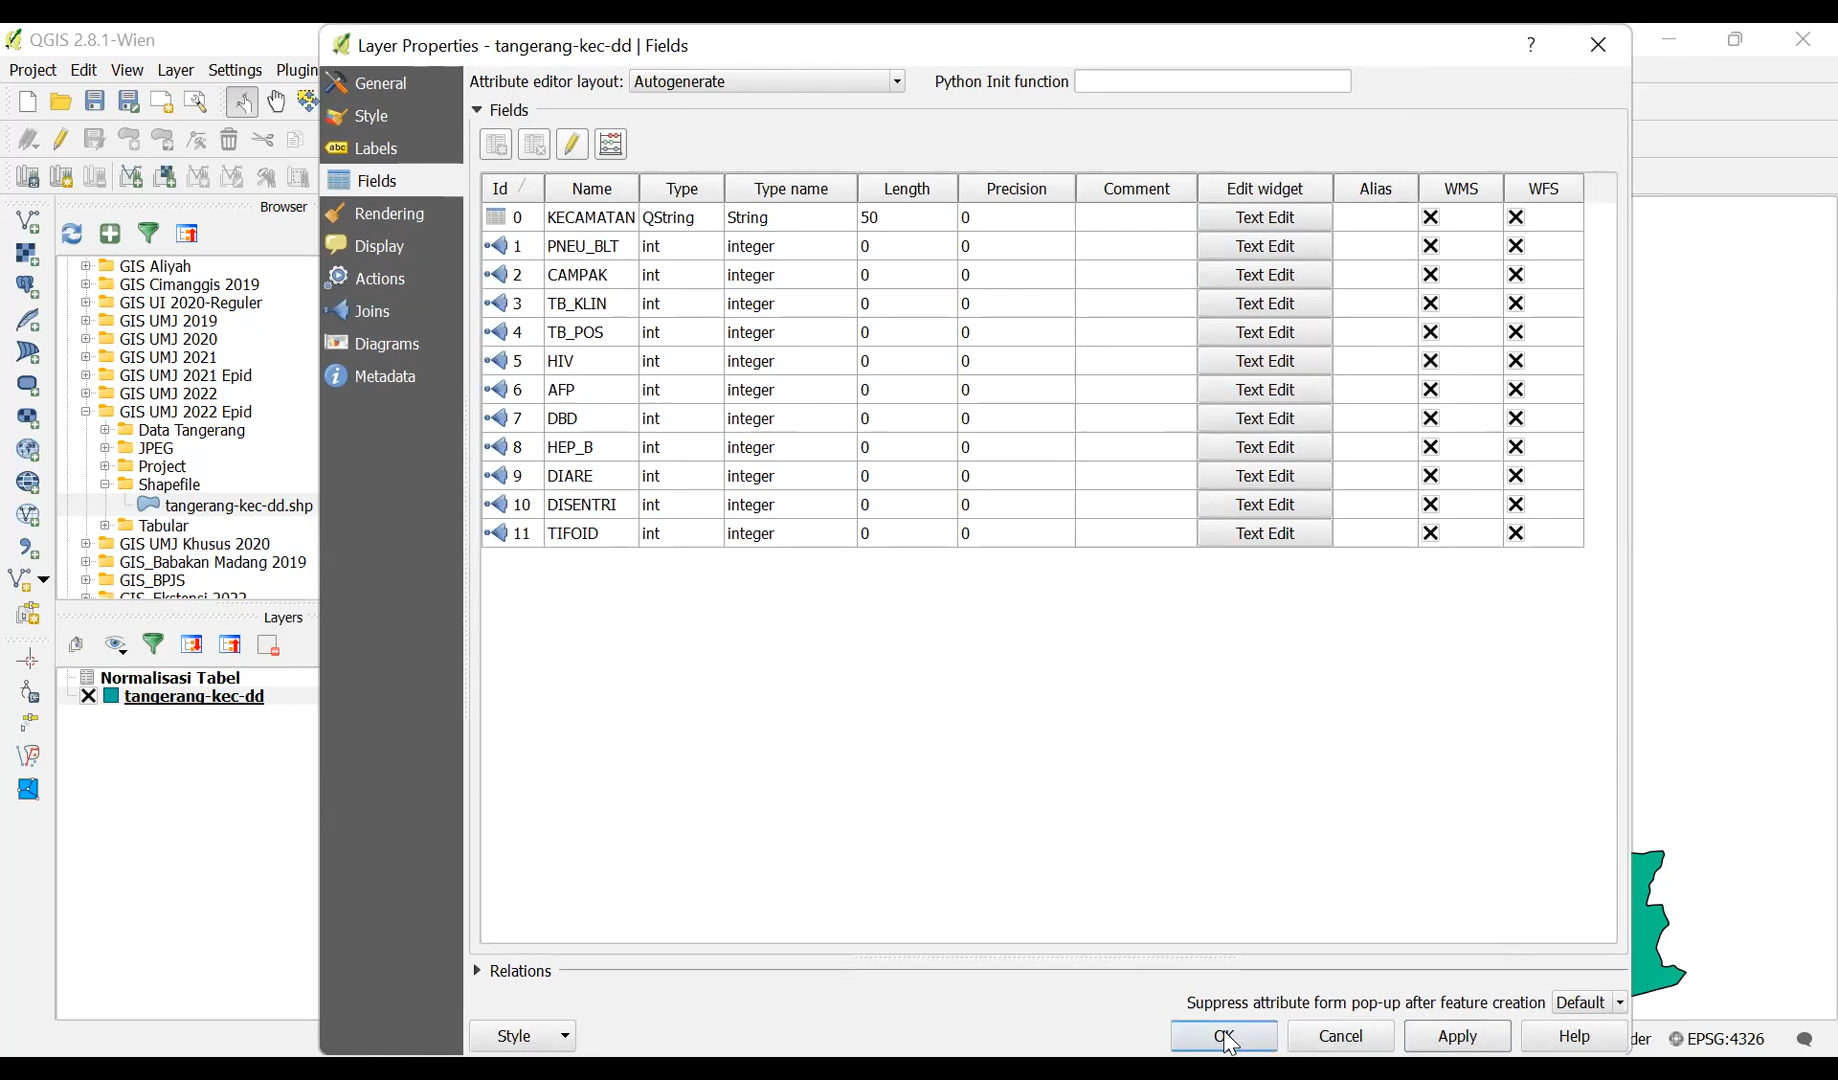 QGIS 2.8.1-Wien
Project Edit View Layer Settings Plugin
Browser
GIS Aliyah
GIS Cimanggis 2019
GIS UI 2020-Reguler
GIS UMJ 2019
GIS UMJ 2020
GIS UMJ 2021
GIS UMJ 2021 Epid
GIS UMJ 2022
GIS UMJ 2022 Epid
Data Tangerang
JPEG
Project
Shapefile
tangerang-kec-dd.shp
Tabular
GIS UMJ Khusus 2020
GIS_Babakan Madang 2019
GIS_BPJS
GIS_Ekstensi 2022
Layers
Normalisasi Tabel
tangerang-kec-dd
Layer Properties - tangerang-kec-dd | Fields
?
General
Style
abc Labels
Fields
Rendering
Display
Actions
Joins
Diagrams
Metadata
Attribute editor layout: Autogenerate Python Init function
Fields
Id Name Type Type name Length Precision Comment Edit widget Alias WMS WFS
0 KECAMATAN QString String 50 0 Text Edit
1 PNEU_BLT int integer 0 0 Text Edit
2 CAMPAK int integer 0 0 Text Edit
3 TB_KLIN int integer 0 0 Text Edit
4 TB_POS int integer 0 0 Text Edit
5 HIV int integer 0 0 Text Edit
6 AFP int integer 0 0 Text Edit
7 DBD int integer 0 0 Text Edit
8 HEP_B int integer 0 0 Text Edit
9 DIARE int integer 0 0 Text Edit
10 DISENTRI int integer 0 0 Text Edit
11 TIFOID int integer 0 0 Text Edit
Relations
Suppress attribute form pop-up after feature creation Default
Style OK Cancel Apply Help
der EPSG:4326